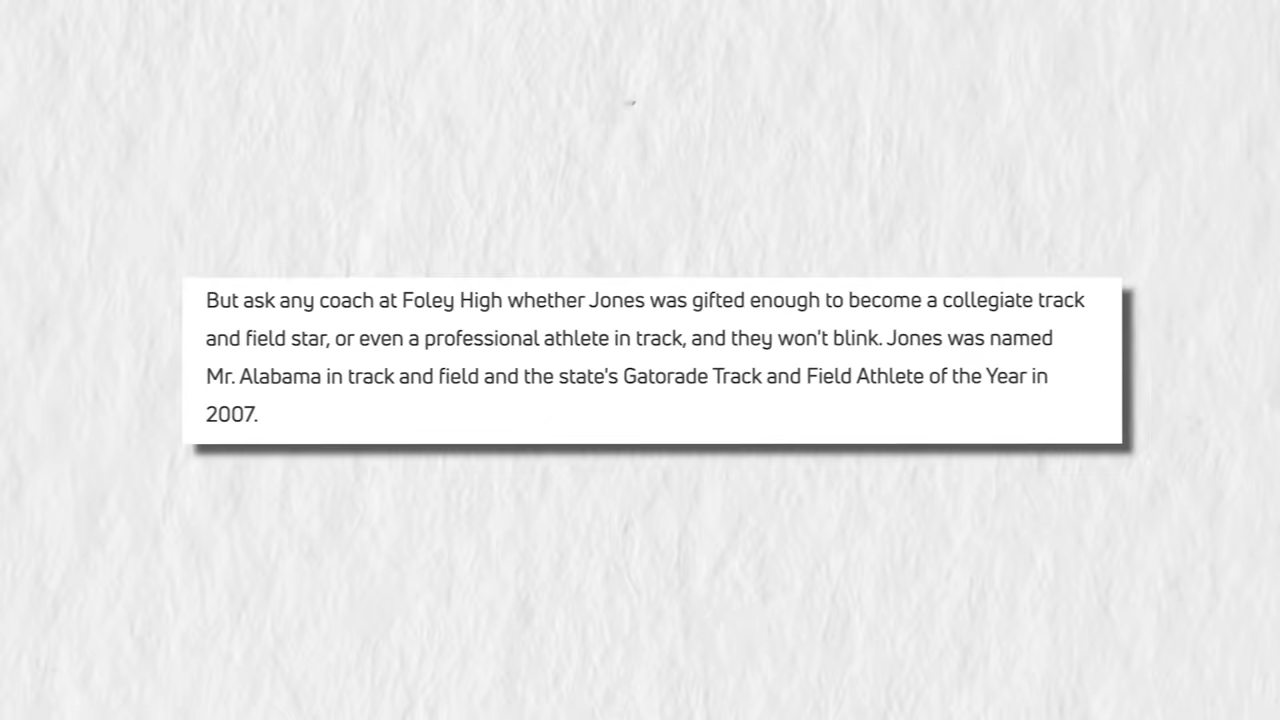 But ask any coach at Foley High whether Jones was gifted enough to become a collegiate track
and field star, or even a professional athlete in track, and they won't blink. Jones was named
Mr. Alabama in track and field and the state's Gatorade Track and Field Athlete of the Year in
2007.